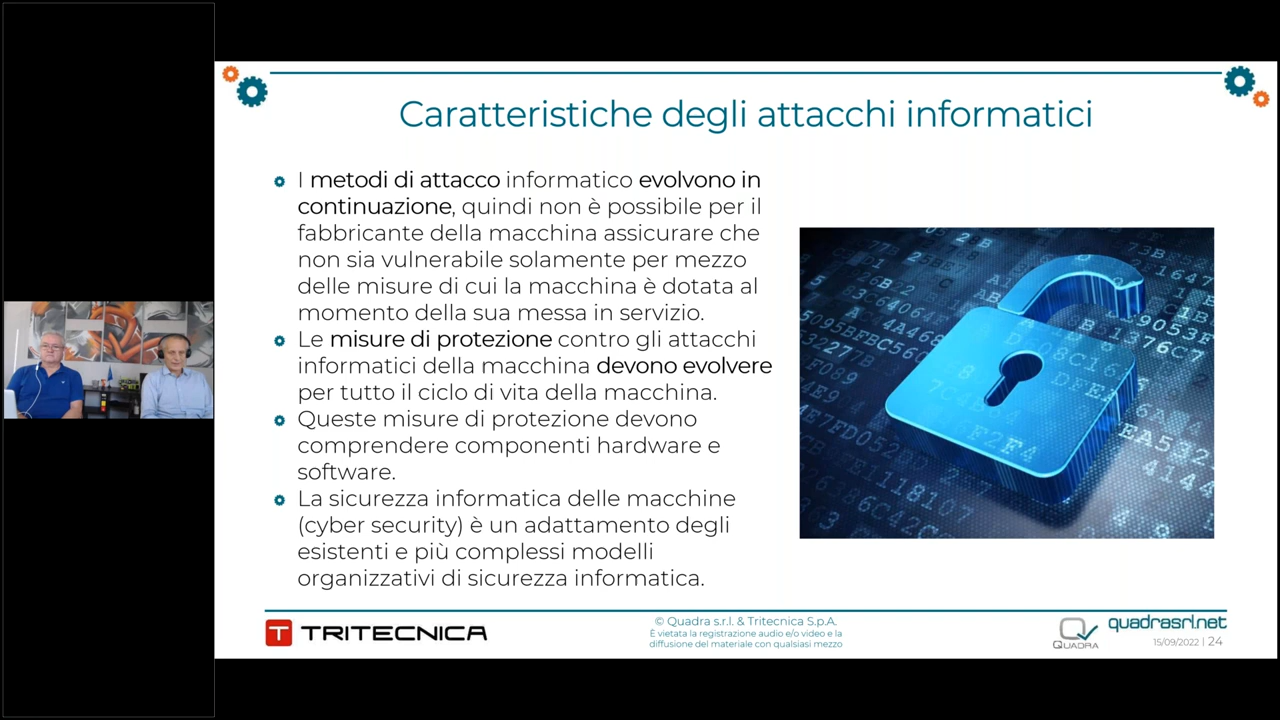 Caratteristiche degli attacchi informatici
I metodi di attacco informatico evolvono in
continuazione, quindi non è possibile per il
fabbricante della macchina assicurare che
non sia vulnerabile solamente per mezzo
delle misure di cui la macchina è dotata al
momento della sua messa in servizio.
Le misure di protezione contro gli attacchi
informatici della macchina devono evolvere
per tutto il ciclo di vita della macchina.
Queste misure di protezione devono
comprendere componenti hardware e
software.
La sicurezza informatica delle macchine
(cyber security) è un adattamento degli
esistenti e più complessi modelli
organizzativi di sicurezza informatica.
T TRITECNICA
© Quadra s.r.l. & Tritecnica S.p.A.
È vietata la registrazione audio e/o video e la
diffusione del materiale con qualsiasi mezzo
QUADRA
quadrasrl.net
15/09/2022 | 24